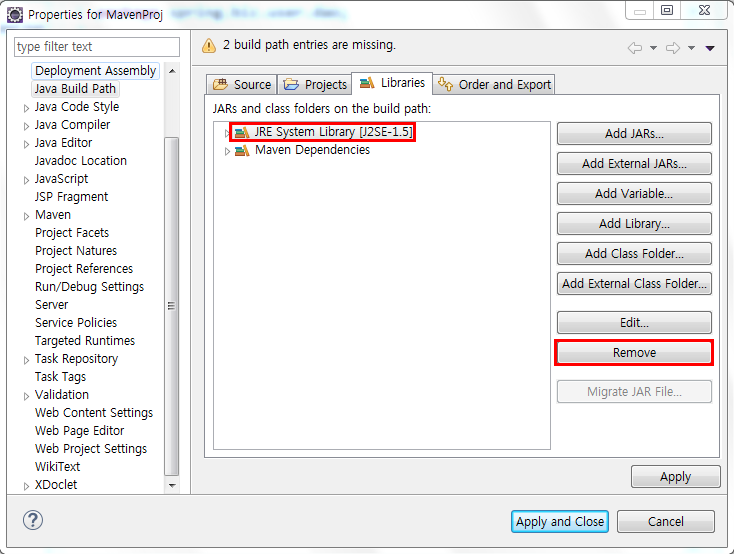 Properties for MavenProj
type filter text
Deployment Assembly
Java Build Path
Java Code Style
Java Compiler
Java Editor
Javadoc Location
JavaScript
JSP Fragment
Maven
Project Facets
Project Natures
Project References
Run/Debug Settings
Server
Service Policies
Targeted Runtimes
Task Repository
Task Tags
Validation
Web Content Settings
Web Page Editor
Web Project Settings
WikiText
XDoclet
2 build path entries are missing.
Source
Projects
Libraries
Order and Export
JARs and class folders on the build path:
JRE System Library [J2SE-1.5]
Maven Dependencies
Add JARs...
Add External JARs...
Add Variable...
Add Library...
Add Class Folder...
Add External Class Folder...
Edit...
Remove
Migrate JAR File...
Apply
?
Apply and Close
Cancel